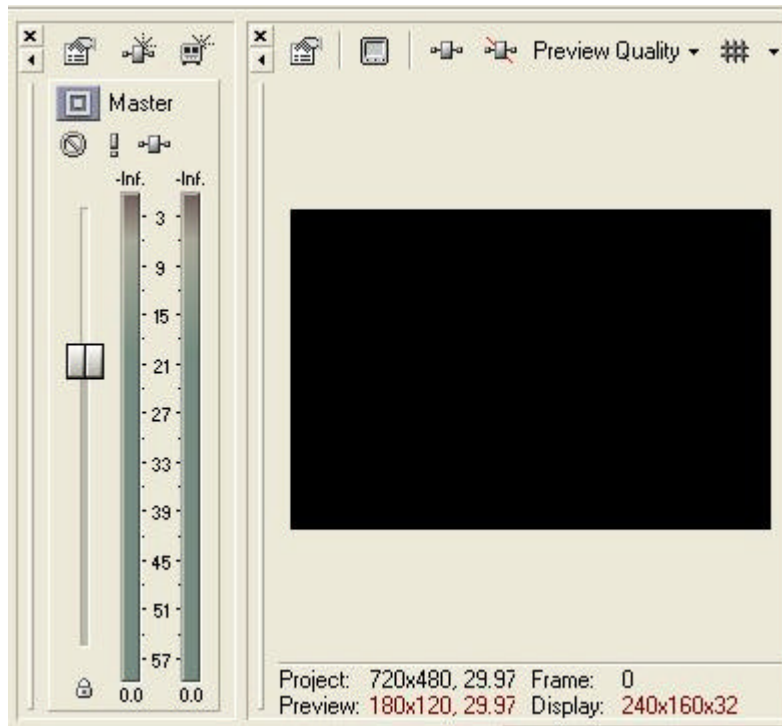 Preview Quality
Master
-Inf. -Inf.
3
9
15
21
27
33
39
45
51
57
0.0 0.0
Project: 720x480, 29.97 Frame: 0
Preview: 180x120, 29.97 Display: 240x160x32